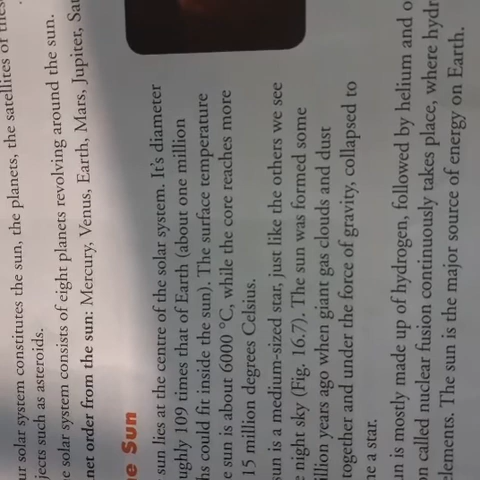 ur solar system constitutes the sun, the planets, the satellites of these
jects such as asteroids.
e solar system consists of eight planets revolving around the sun.
net order from the sun: Mercury, Venus, Earth, Mars, Jupiter, Sat
e Sun
sun lies at the centre of the solar system. It's diameter
ughly 109 times that of Earth (about one million
hs could fit inside the sun). The surface temperature
e sun is about 6000 °C, while the core reaches more
15 million degrees Celsius.
sun is a medium-sized star, just like the others we see
e night sky (Fig. 16.7). The sun was formed some
illion years ago when giant gas clouds and dust
together and under the force of gravity, collapsed to
me a star.
un is mostly made up of hydrogen, followed by helium and o
on called nuclear fusion continuously takes place, where hydr
elements. The sun is the major source of energy on Earth.